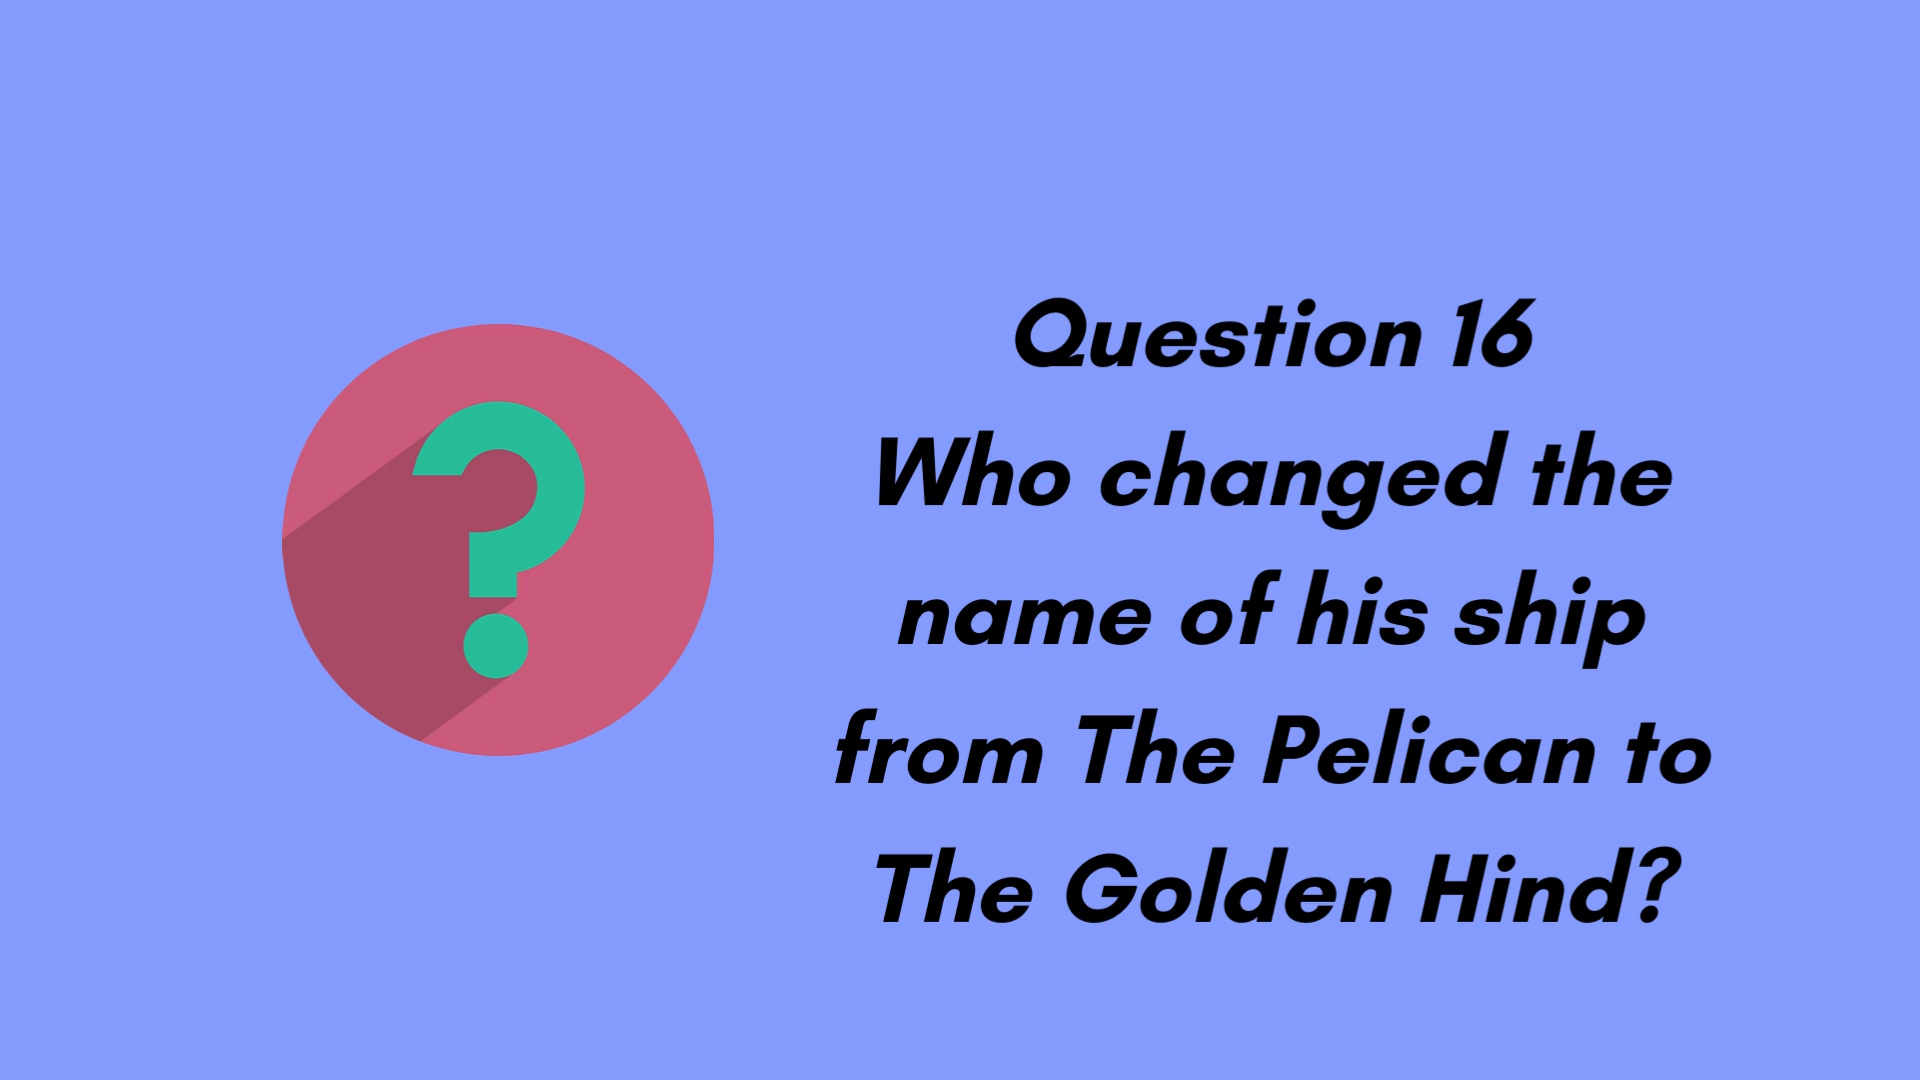 Question 16
Who changed the
name of his ship
from The Pelican to
The Golden Hind?